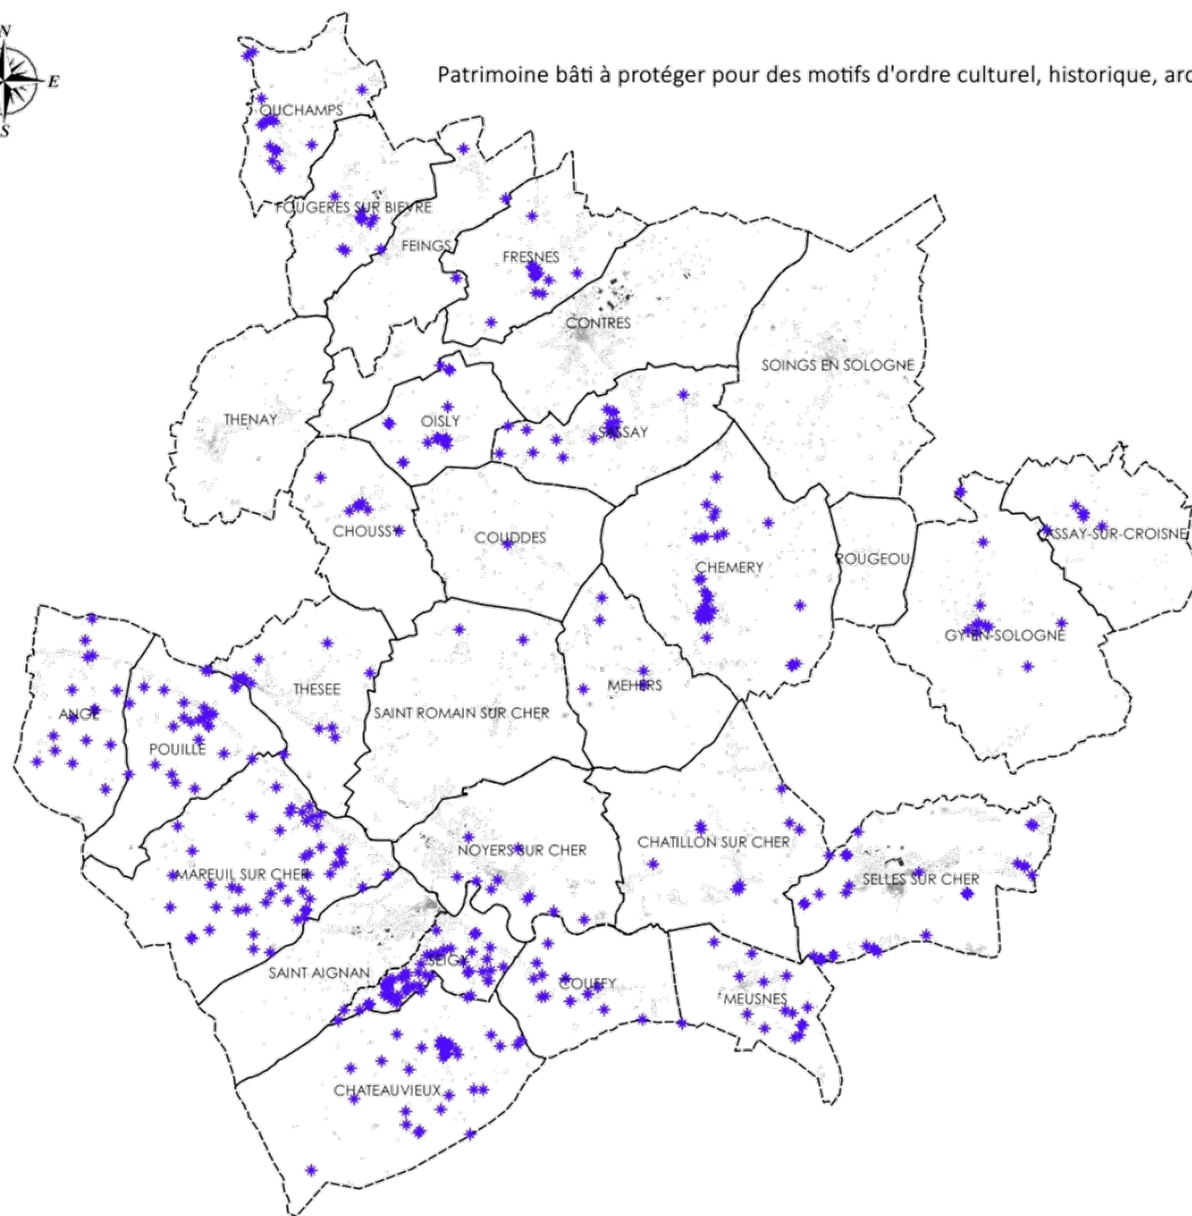 N
E
S
Patrimoine bâti à protéger pour des motifs d'ordre culturel, historique, arc
OUCHAMPS
FOUGERES SUR BIEVRE
FEINGS
FRESNES
CONTRES
SOINGS EN SOLOGNE
THENAY
OISLY
SASSAY
CHOUSSY
COUDDES
CHEMERY
ROUGEOU
ASSAY-SUR-CROISNE
GY-EN-SOLOGNE
THESEE
MEHERS
ANGE
SAINT ROMAIN SUR CHER
POUILLE
CHATILLON SUR CHER
NOYERS SUR CHER
MAREUIL SUR CHER
SELLES SUR CHER
SEIGY
SAINT AIGNAN
COUFFY
MEUSNES
CHATEAUVIEUX